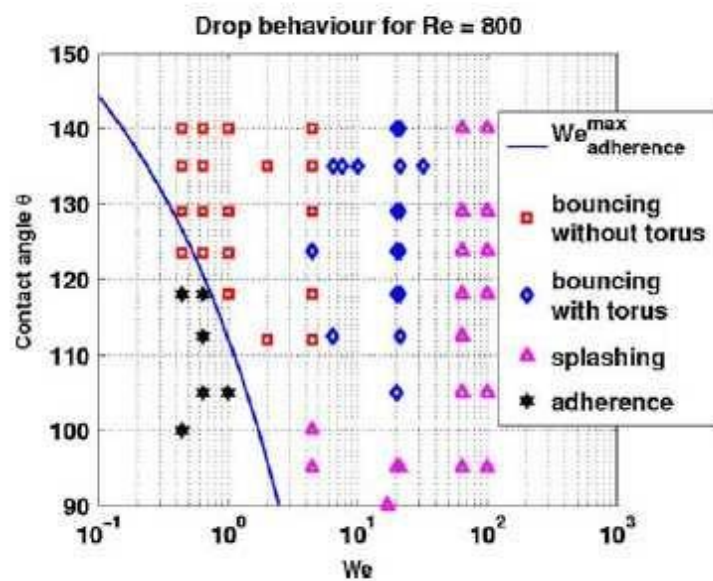 Drop behaviour for Re = 800
150
140
130
120
110
100
90
Contact angle θ
10^-1
10^0
10^1
10^2
10^3
We
We^max_adherence
bouncing
without torus
bouncing
with torus
splashing
adherence